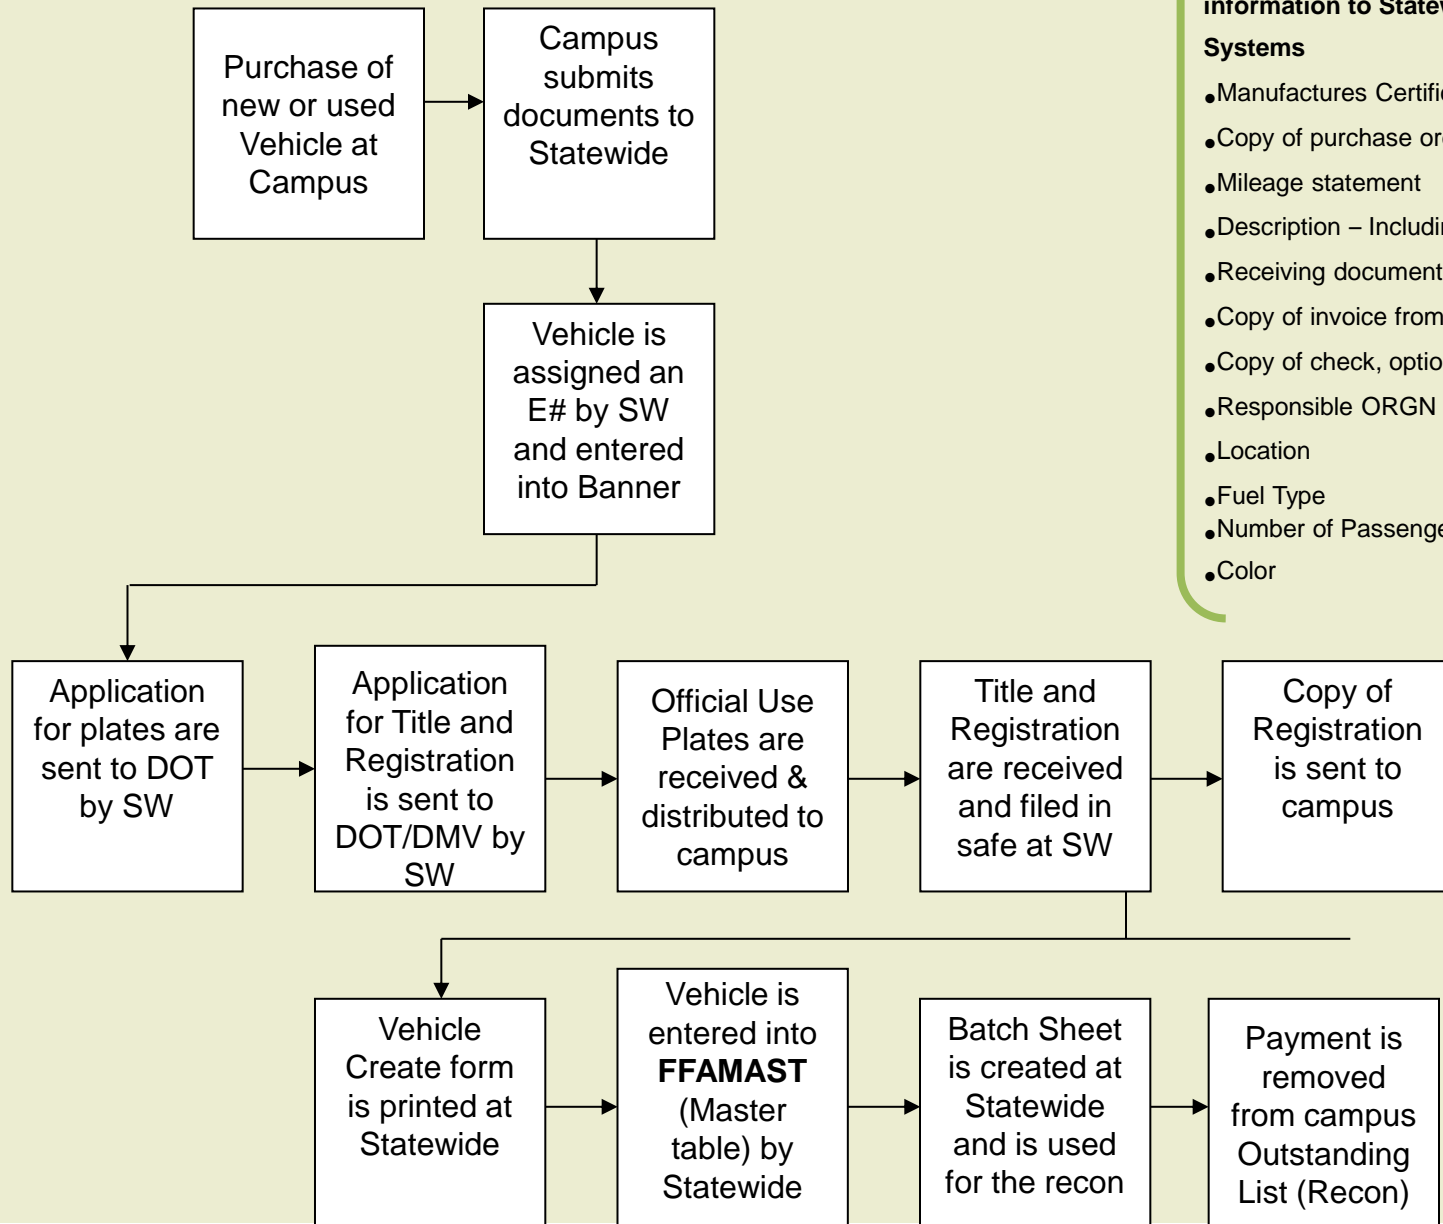 Purchase of
new or used
Vehicle at
Campus
Campus
submits
documents to
Statewide
information to
Systems
•Manufactures
•Copy of purchase
•Mileage statement
•Description –
•Receiving document
•Copy of invoice from
•Copy of check,
•Responsible ORGN
•Location
•Fuel Type
•Number of
•Color
Vehicle is
assigned an
E# by SW
and entered
into Banner
Application
for plates are
sent to DOT
by SW
Application
for Title and
Registration
is sent to
DOT/DMV by
SW
Official Use
Plates are
received &
distributed to
campus
Title and
Registration
are received
and filed in
safe at SW
Copy of
Registration
is sent to
campus
Vehicle
Create form
is printed at
Statewide
Vehicle is
entered into
FFAMAST
(Master
table) by
Statewide
Batch Sheet
is created at
Statewide
and is used
for the recon
Payment is
removed
from campus
Outstanding
List (Recon)